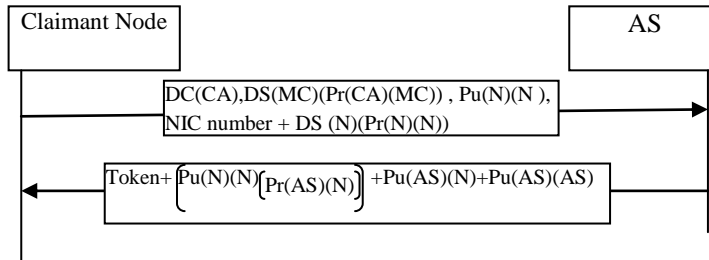 Claimant Node
AS
DC(CA),DS(MC)(Pr(CA)(MC)) , Pu(N)(N ),
NIC number + DS (N)(Pr(N)(N))
Token+ (Pu(N)(N)(Pr(AS)(N))) +Pu(AS)(N)+Pu(AS)(AS)